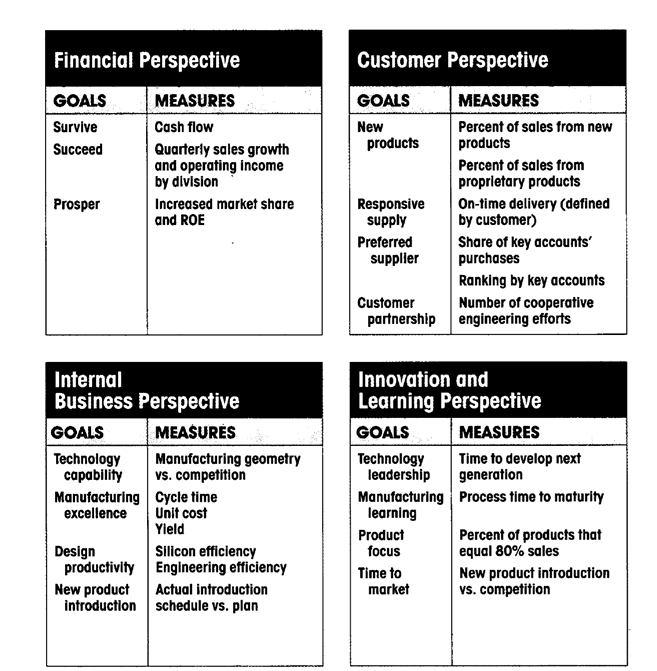 Financial Perspective
GOALS MEASURES
Survive Cash flow
Succeed Quarterly sales growth
and operating income
by division
Prosper Increased market share
and ROE
Customer Perspective
GOALS MEASURES
New Percent of sales from new
products products
Percent of sales from
proprietary products
Responsive On-time delivery (defined
supply by customer)
Preferred Share of key accounts'
supplier purchases
Ranking by key accounts
Customer Number of cooperative
partnership engineering efforts
Internal
Business Perspective
GOALS MEASURES
Technology Manufacturing geometry
capability vs. competition
Manufacturing Cycle time
excellence Unit cost
Yield
Design Silicon efficiency
productivity Engineering efficiency
New product Actual introduction
introduction schedule vs. plan
Innovation and
Learning Perspective
GOALS MEASURES
Technology Time to develop next
leadership generation
Manufacturing Process time to maturity
learning
Product Percent of products that
focus equal 80% sales
Time to New product introduction
market vs. competition